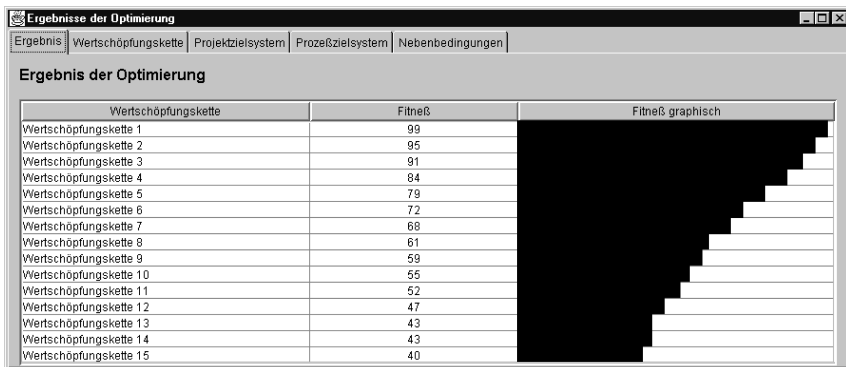 Ergebnisse der Optimierung
Ergebnis Wertschöpfungskette Projektzielsystem Prozeßzielsystem Nebenbedingungen
Ergebnis der Optimierung
Wertschöpfungskette Fitneß Fitneß graphisch
Wertschöpfungskette 1 99
Wertschöpfungskette 2 95
Wertschöpfungskette 3 91
Wertschöpfungskette 4 84
Wertschöpfungskette 5 79
Wertschöpfungskette 6 72
Wertschöpfungskette 7 68
Wertschöpfungskette 8 61
Wertschöpfungskette 9 59
Wertschöpfungskette 10 55
Wertschöpfungskette 11 52
Wertschöpfungskette 12 47
Wertschöpfungskette 13 43
Wertschöpfungskette 14 43
Wertschöpfungskette 15 40